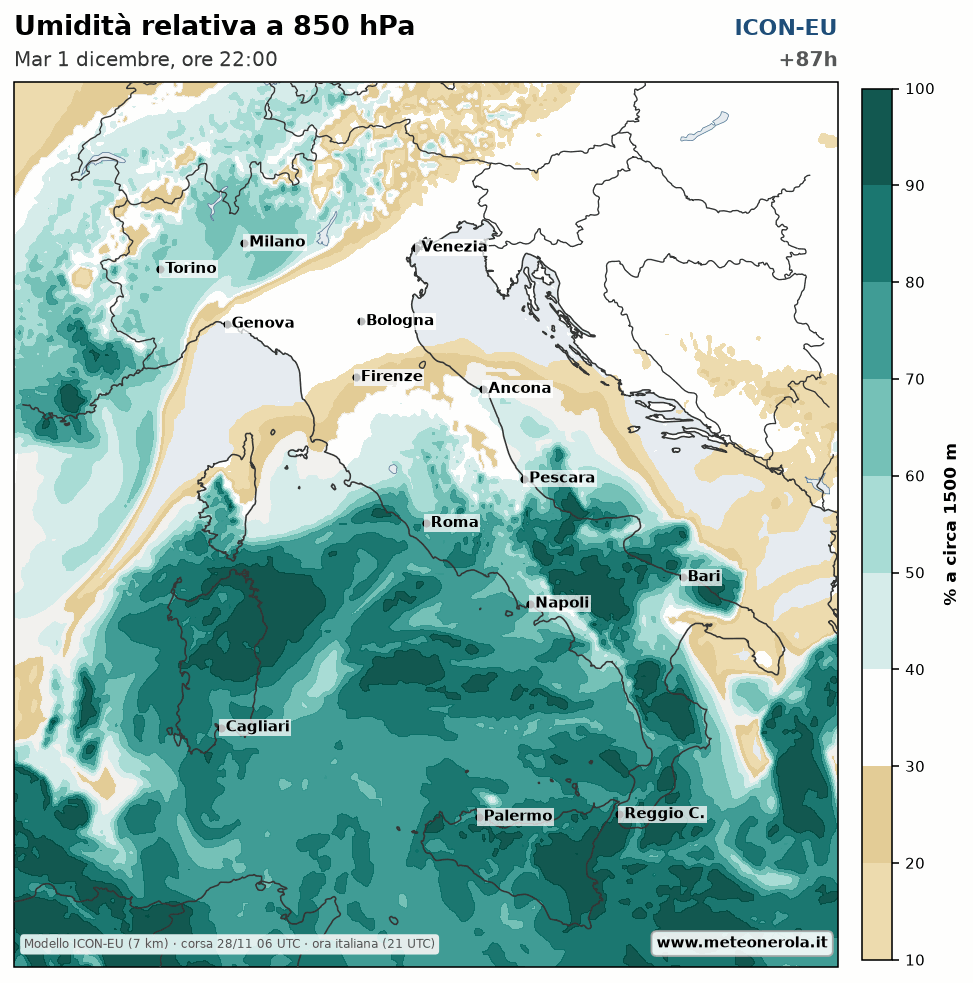 Umidità relativa a 850 hPa
ICON-EU
Mar 1 dicembre, ore 22:00
+87h
100
90
80
70
60
50
40
30
20
10
% a circa 1500 m
Milano
Venezia
Torino
Genova
Bologna
Firenze
Ancona
Pescara
Roma
Bari
Napoli
Cagliari
Palermo
Reggio C.
Modello ICON-EU (7 km) · corsa 28/11 06 UTC · ora italiana (21 UTC)
www.meteonerola.it